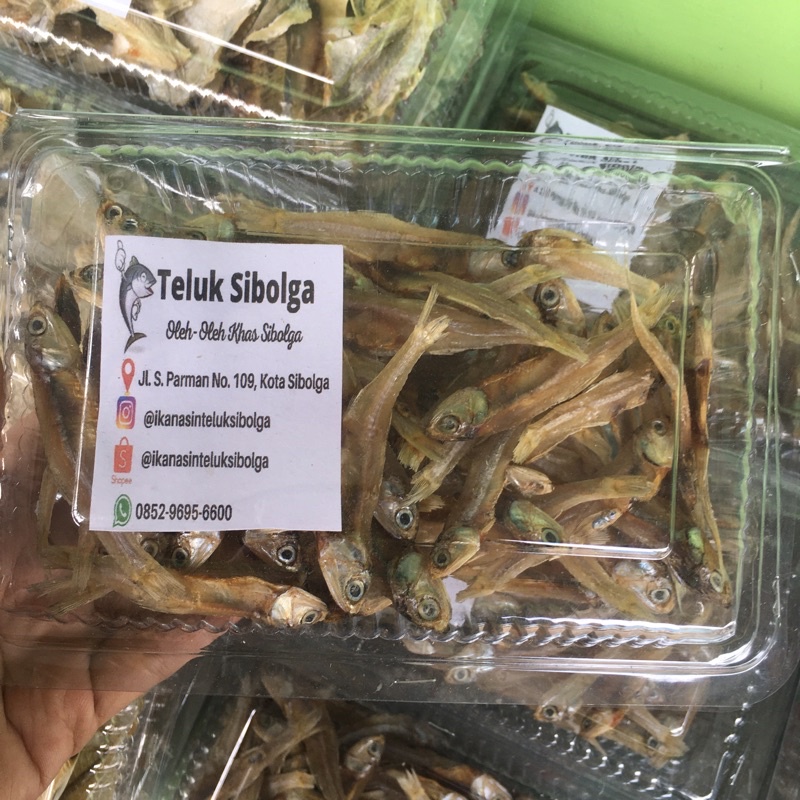 Teluk Sibolga
Oleh-Oleh Khas Sibolga
Jl. S. Parman No. 109, Kota Sibolga
@ikanasinteluksibolga
@ikanasinteluksibolga
Shopee
0852-9695-6600